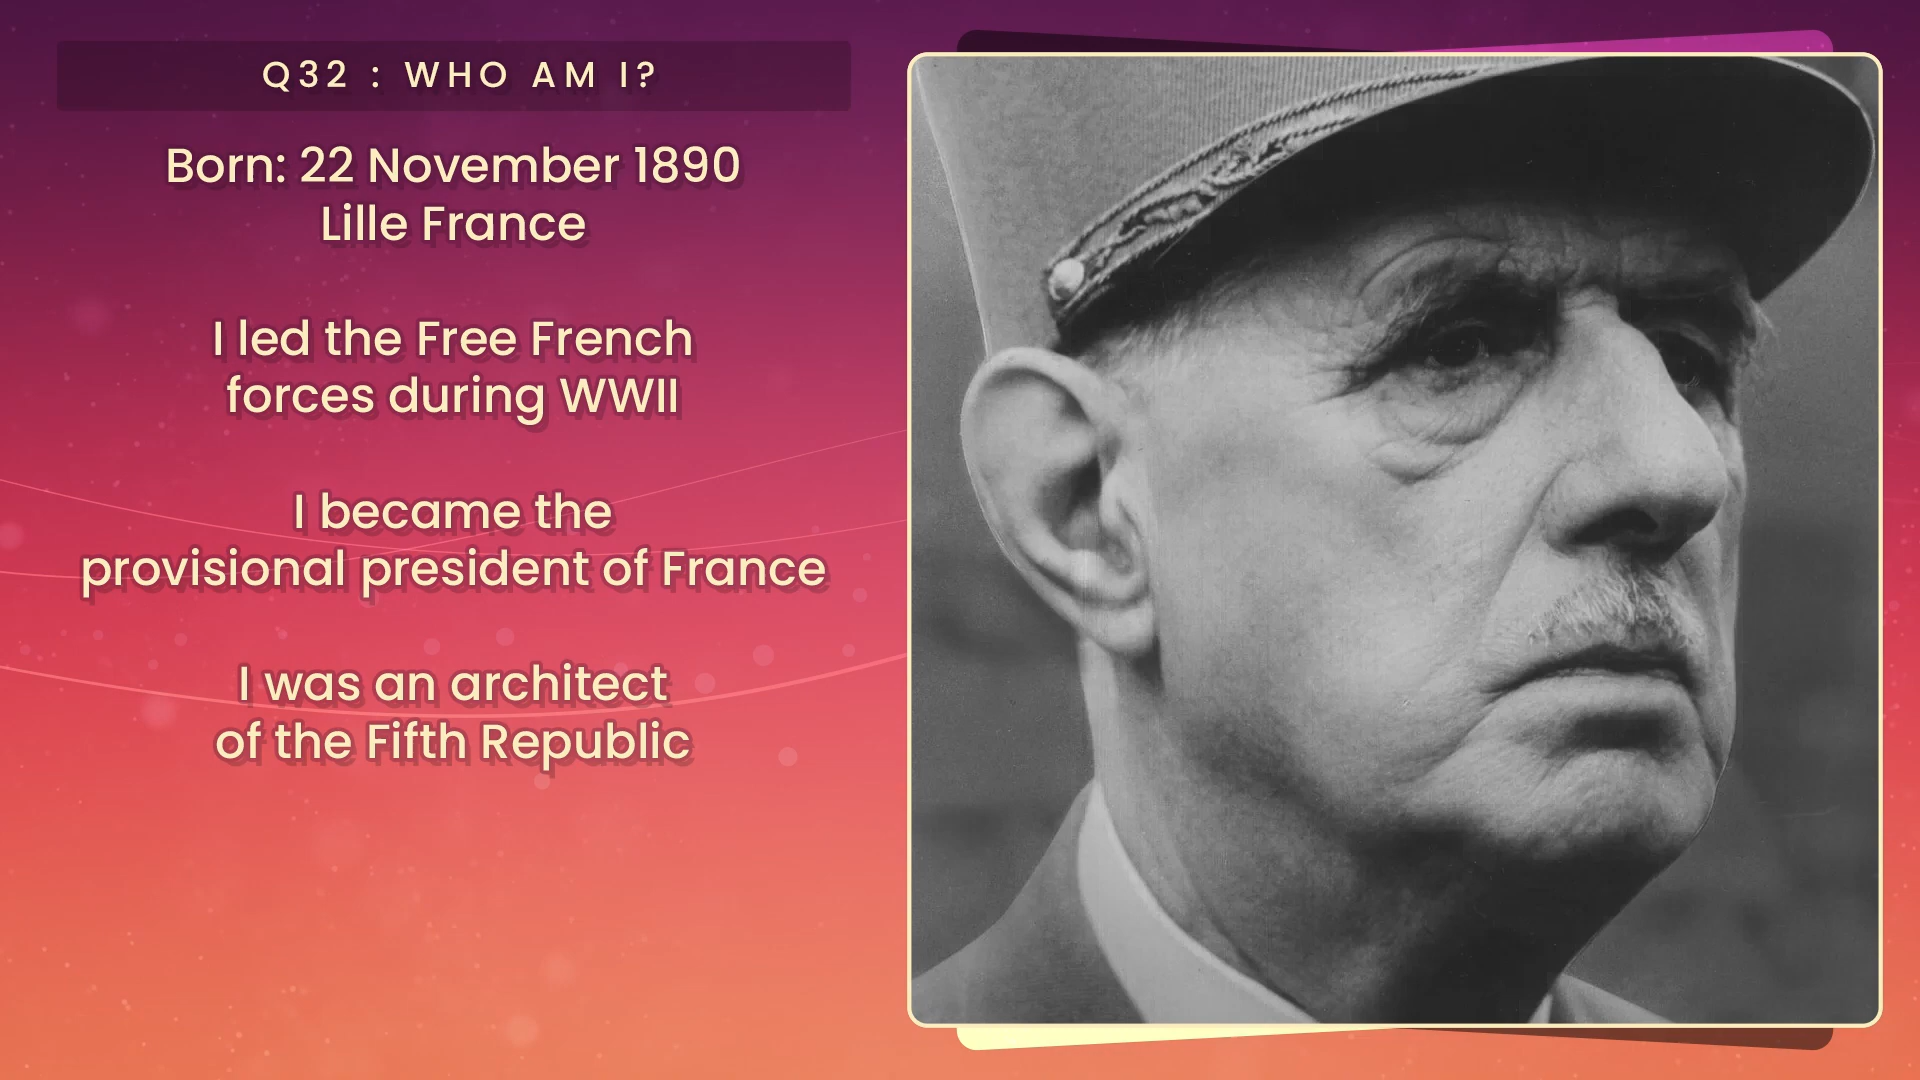 Q32 : WHO AM I?
Born: 22 November 1890
Lille France
I led the Free French
forces during WWII
I became the
provisional president of France
I was an architect
of the Fifth Republic